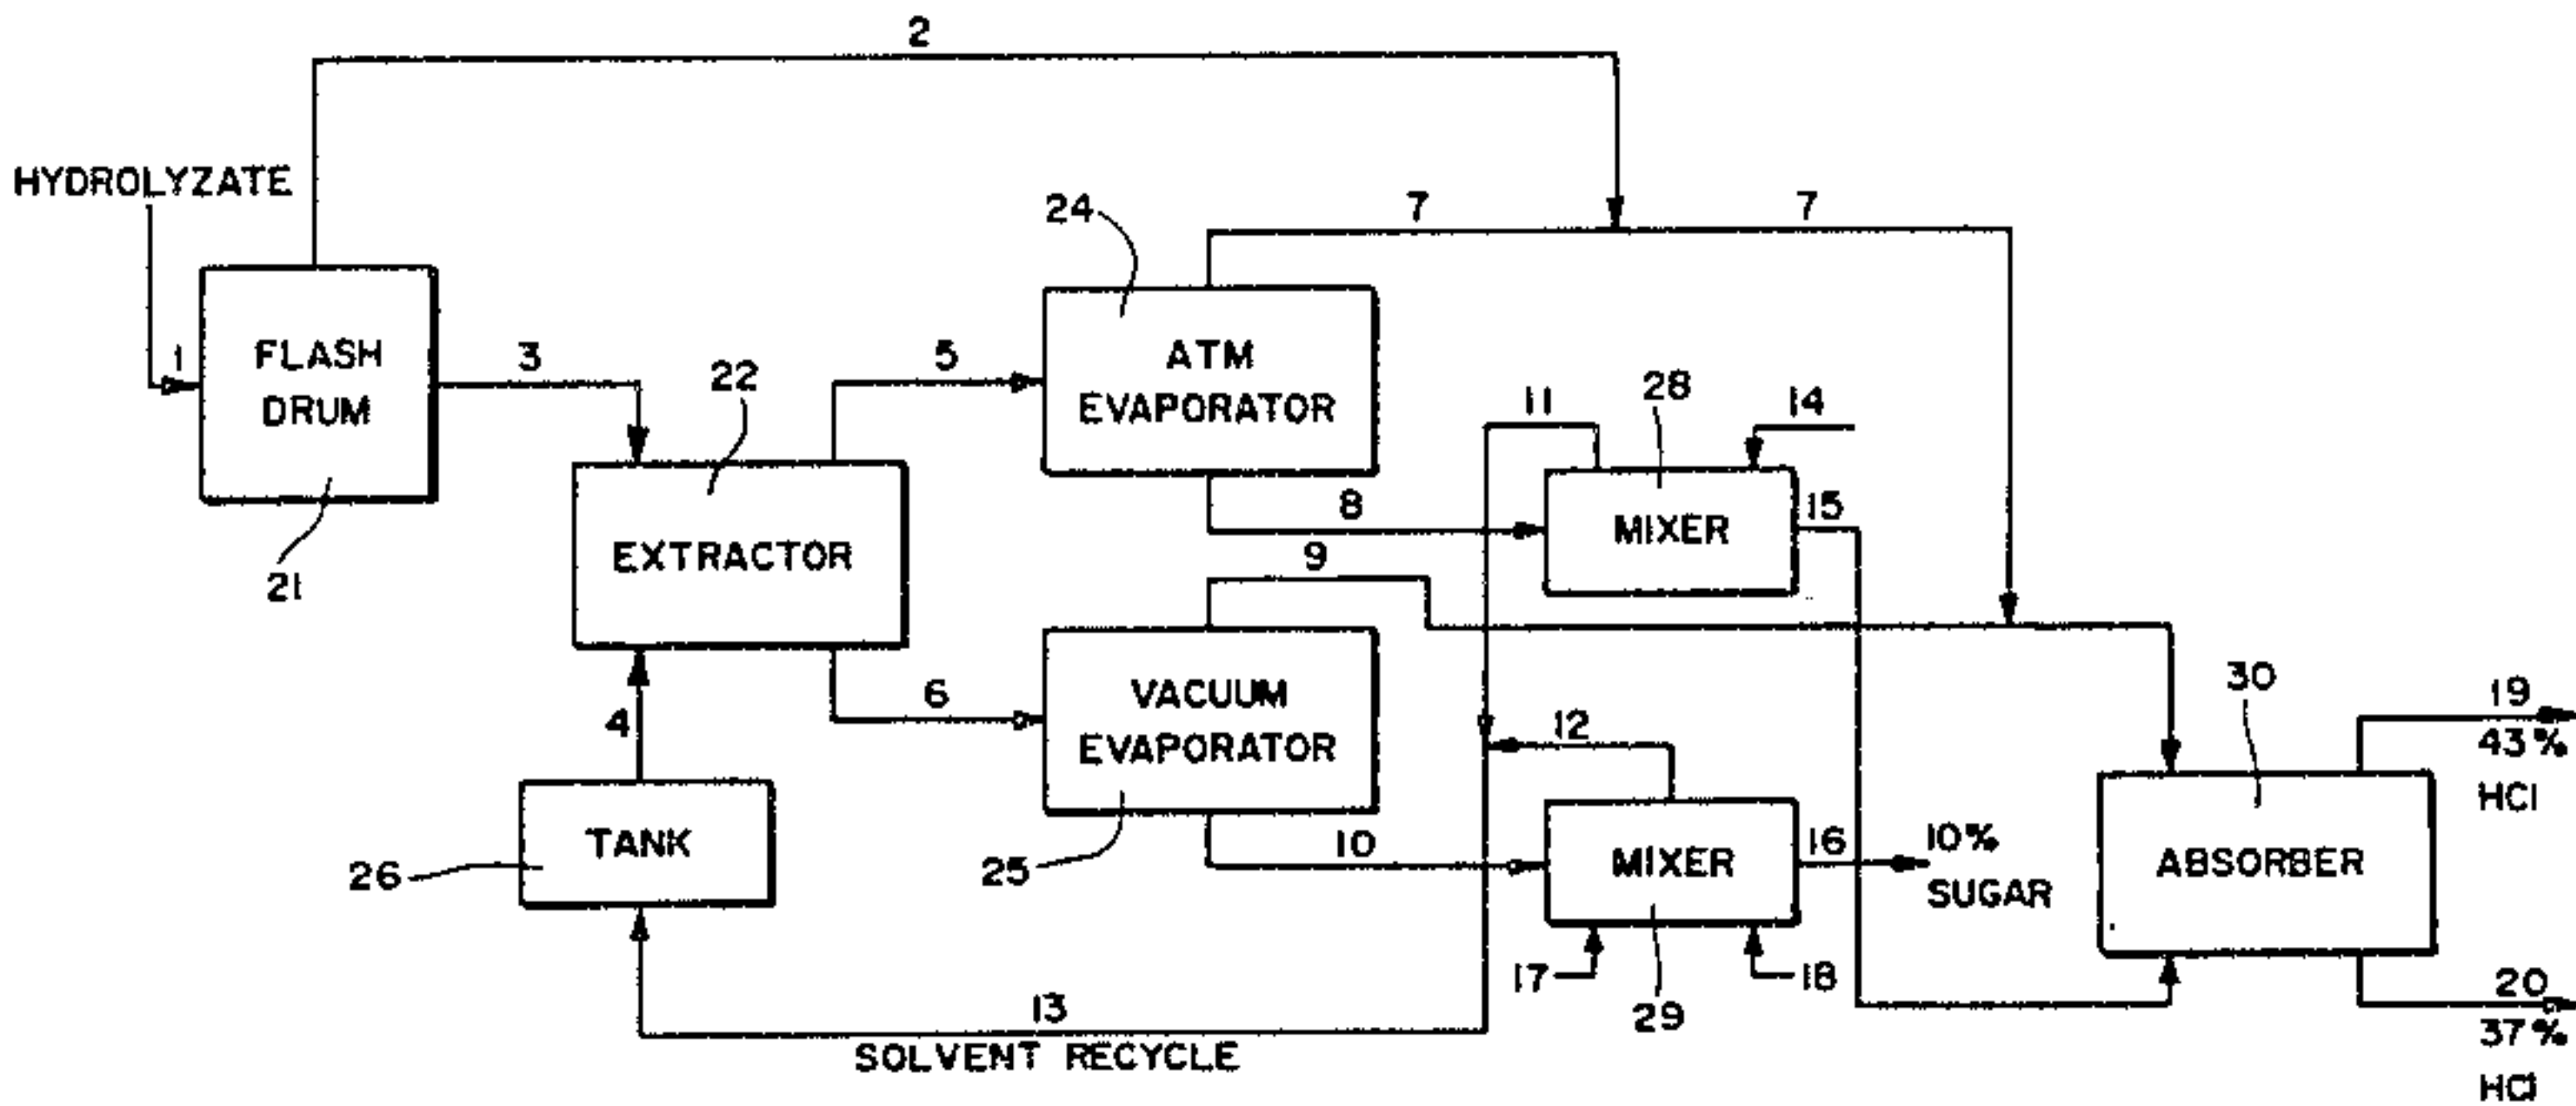 2
HYDROLYZATE
24
7
7
1
FLASH
DRUM
3
22
5
ATM
EVAPORATOR
11
28
14
21
EXTRACTOR
8
MIXER
15
9
4
6
VACUUM
EVAPORATOR
12
30
19
43%
HCl
26
TANK
25
10
MIXER
16
10%
SUGAR
ABSORBER
17
18
29
13
SOLVENT RECYCLE
20
37%
HCl